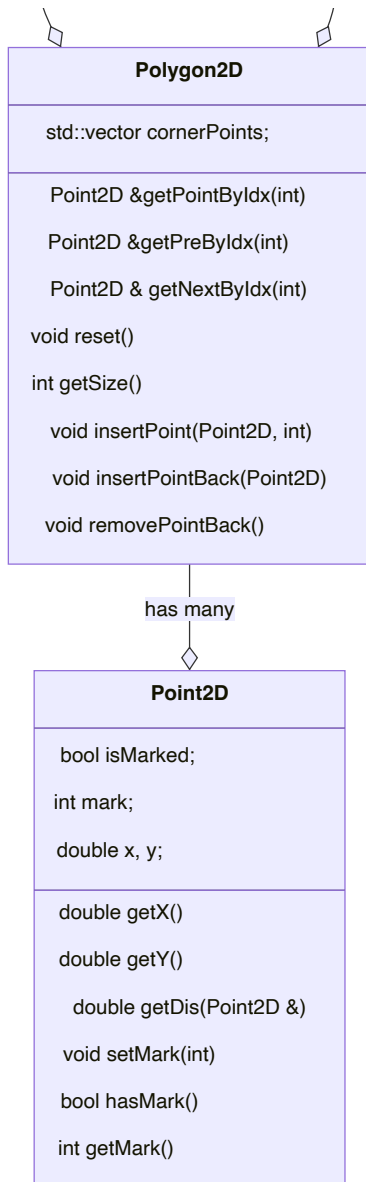 Polygon2D
std::vector cornerPoints;
Point2D &getPointByIdx(int)
Point2D &getPreByIdx(int)
Point2D & getNextByIdx(int)
void reset()
int getSize()
void insertPoint(Point2D, int)
void insertPointBack(Point2D)
void removePointBack()
has many
Point2D
bool isMarked;
int mark;
double x, y;
double getX()
double getY()
double getDis(Point2D &)
void setMark(int)
bool hasMark()
int getMark()